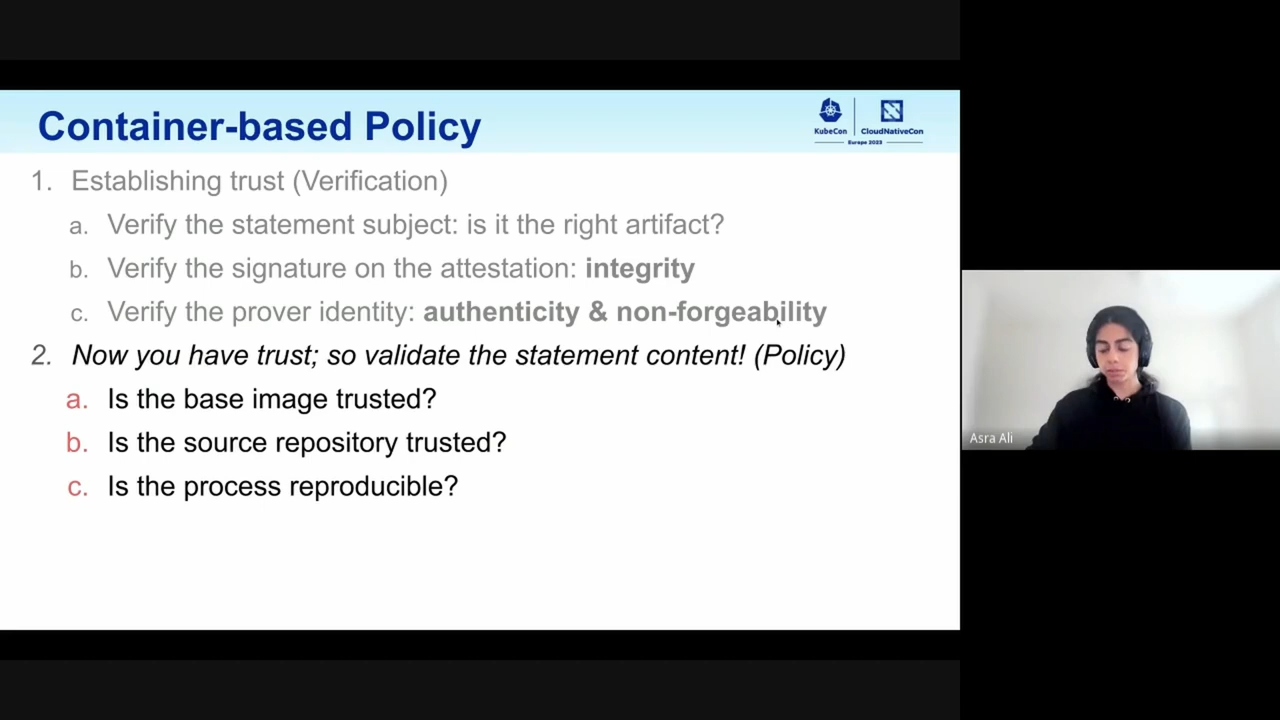 Container-based Policy
KubeCon
CloudNativeCon
Europe 2023
1. Establishing trust (Verification)
a. Verify the statement subject: is it the right artifact?
b. Verify the signature on the attestation: integrity
c. Verify the prover identity: authenticity & non-forgeability
2. Now you have trust; so validate the statement content! (Policy)
a. Is the base image trusted?
b. Is the source repository trusted?
c. Is the process reproducible?
Asra Ali